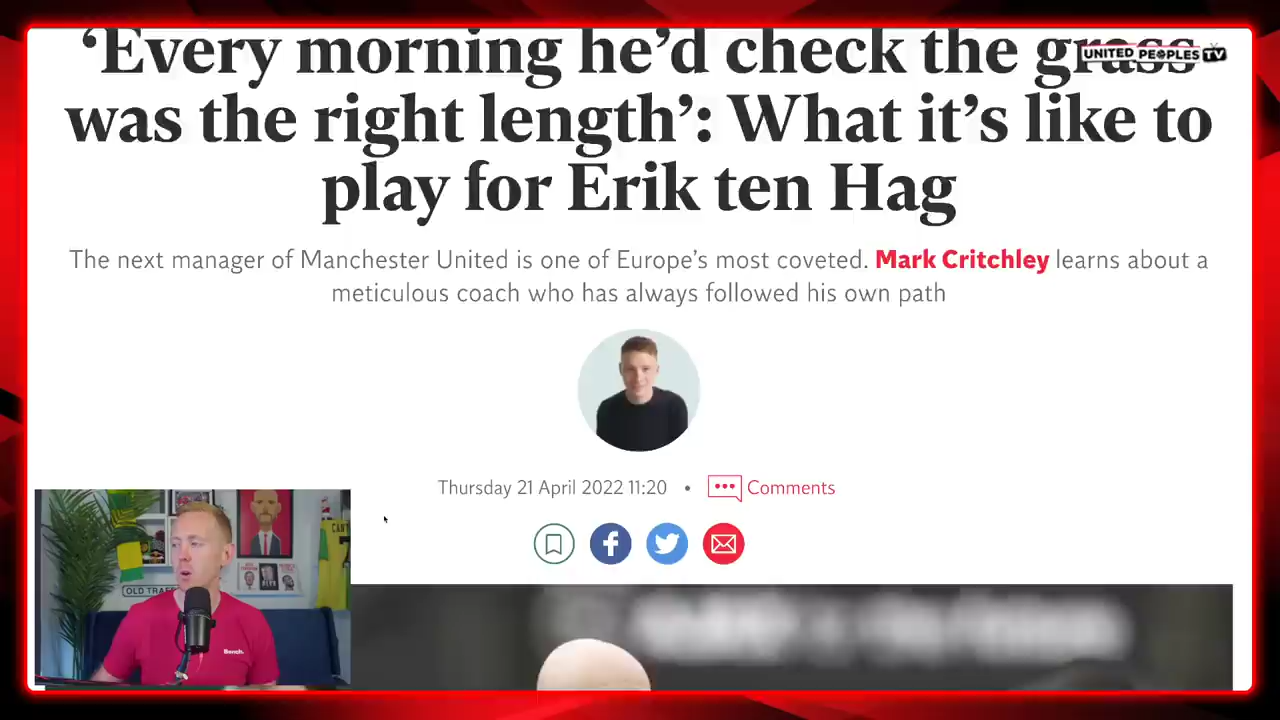 ‘Every morning he’d check the grass
UNITED PEOPLES TV
was the right length’: What it’s like to
play for Erik ten Hag
The next manager of Manchester United is one of Europe’s most coveted. Mark Critchley learns about a
meticulous coach who has always followed his own path
Thursday 21 April 2022 11:20 • Comments
OLD TRAFF
Bench.